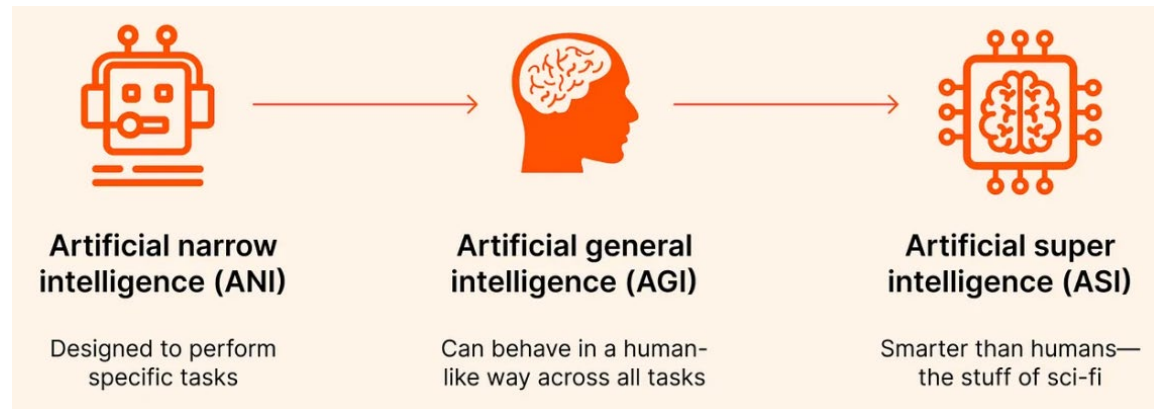 Artificial narrow
intelligence (ANI)
Designed to perform
specific tasks
Artificial general
intelligence (AGI)
Can behave in a human-
like way across all tasks
Artificial super
intelligence (ASI)
Smarter than humans—
the stuff of sci-fi